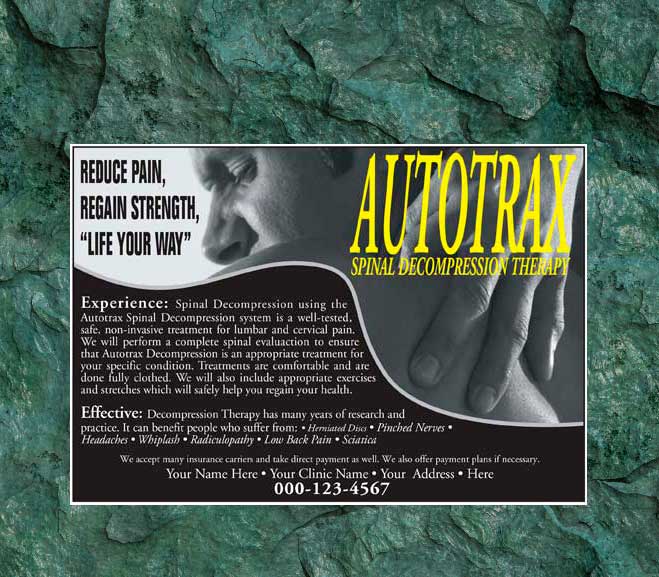 REDUCE PAIN,
REGAIN STRENGTH,
“LIFE YOUR WAY”
AUTOTRAX
SPINAL DECOMPRESSION THERAPY
Experience: Spinal Decompression using the
Autotrax Spinal Decompression system is a well-tested,
safe, non-invasive treatment for lumbar and cervical pain.
We will perform a complete spinal evaluaction to ensure
that Autotrax Decompression is an appropriate treatment for
your specific condition. Treatments are comfortable and are
done fully clothed. We will also include appropriate exercises
and stretches which will safely help you regain your health.
Effective: Decompression Therapy has many years of research and
practice. It can benefit people who suffer from: • Herniated Discs • Pinched Nerves •
Headaches • Whiplash • Radiculopathy • Low Back Pain • Sciatica
We accept many insurance carriers and take direct payment as well. We also offer payment plans if necessary.
Your Name Here • Your Clinic Name • Your Address • Here
000-123-4567